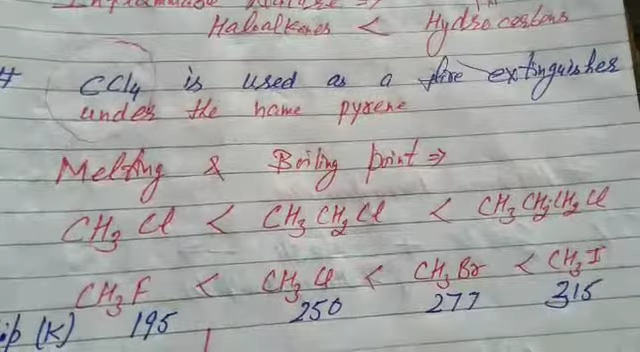 Haloalkanes < Hydrocarbons
# CCl4 is used as a fire extinguisher
under the name pyrene
Melting & Boiling point ⇒
CH3Cl < CH3CH2Cl < CH3CH2CH2Cl
CH3F < CH3Cl < CH3Br < CH3I
b.p (K) 195 250 277 315